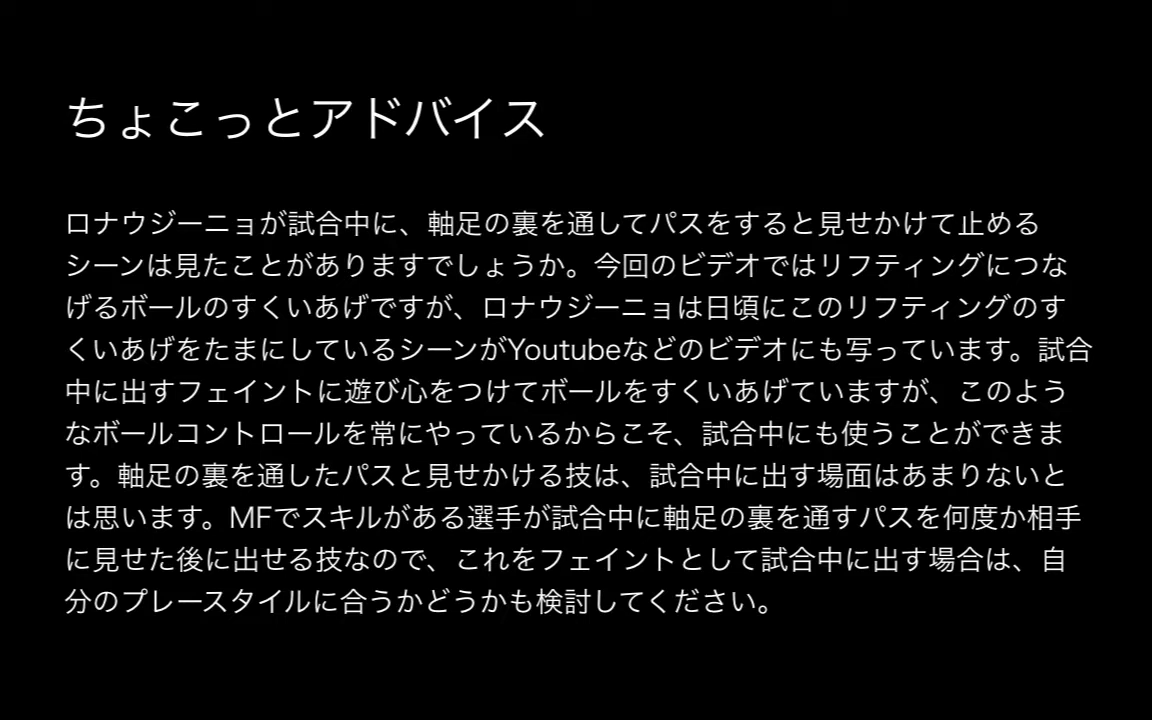 ちょこっとアドバイス
ロナウジーニョが試合中に、軸足の裏を通してパスをすると見せかけて止める
シーンは見たことがありますでしょうか。今回のビデオではリフティングにつな
げるボールのすくいあげですが、ロナウジーニョは日頃にこのリフティングのす
くいあげをたまにしているシーンがYoutubeなどのビデオにも写っています。試合
中に出すフェイントに遊び心をつけてボールをすくいあげていますが、このよう
なボールコントロールを常にやっているからこそ、試合中にも使うことができま
す。軸足の裏を通したパスと見せかける技は、試合中に出す場面はあまりないと
は思います。MFでスキルがある選手が試合中に軸足の裏を通すパスを何度か相手
に見せた後に出せる技なので、これをフェイントとして試合中に出す場合は、自
分のプレースタイルに合うかどうかも検討してください。